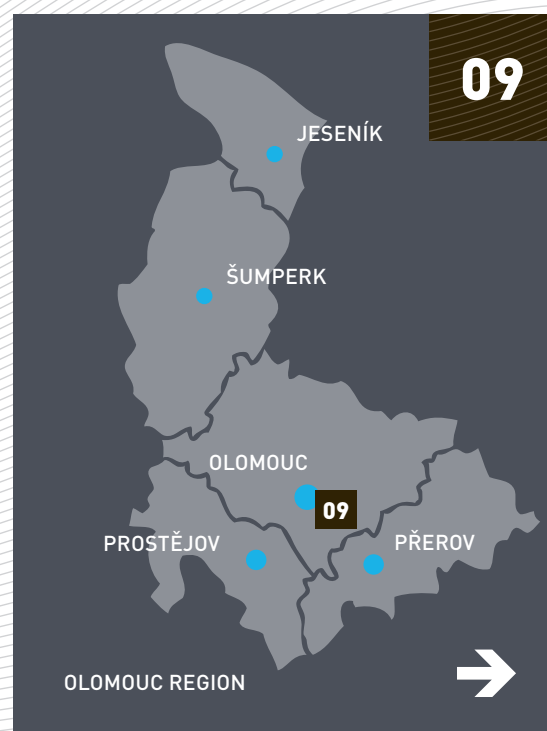 09
JESENÍK
ŠUMPERK
OLOMOUC
09
PROSTĚJOV
PŘEROV
OLOMOUC REGION